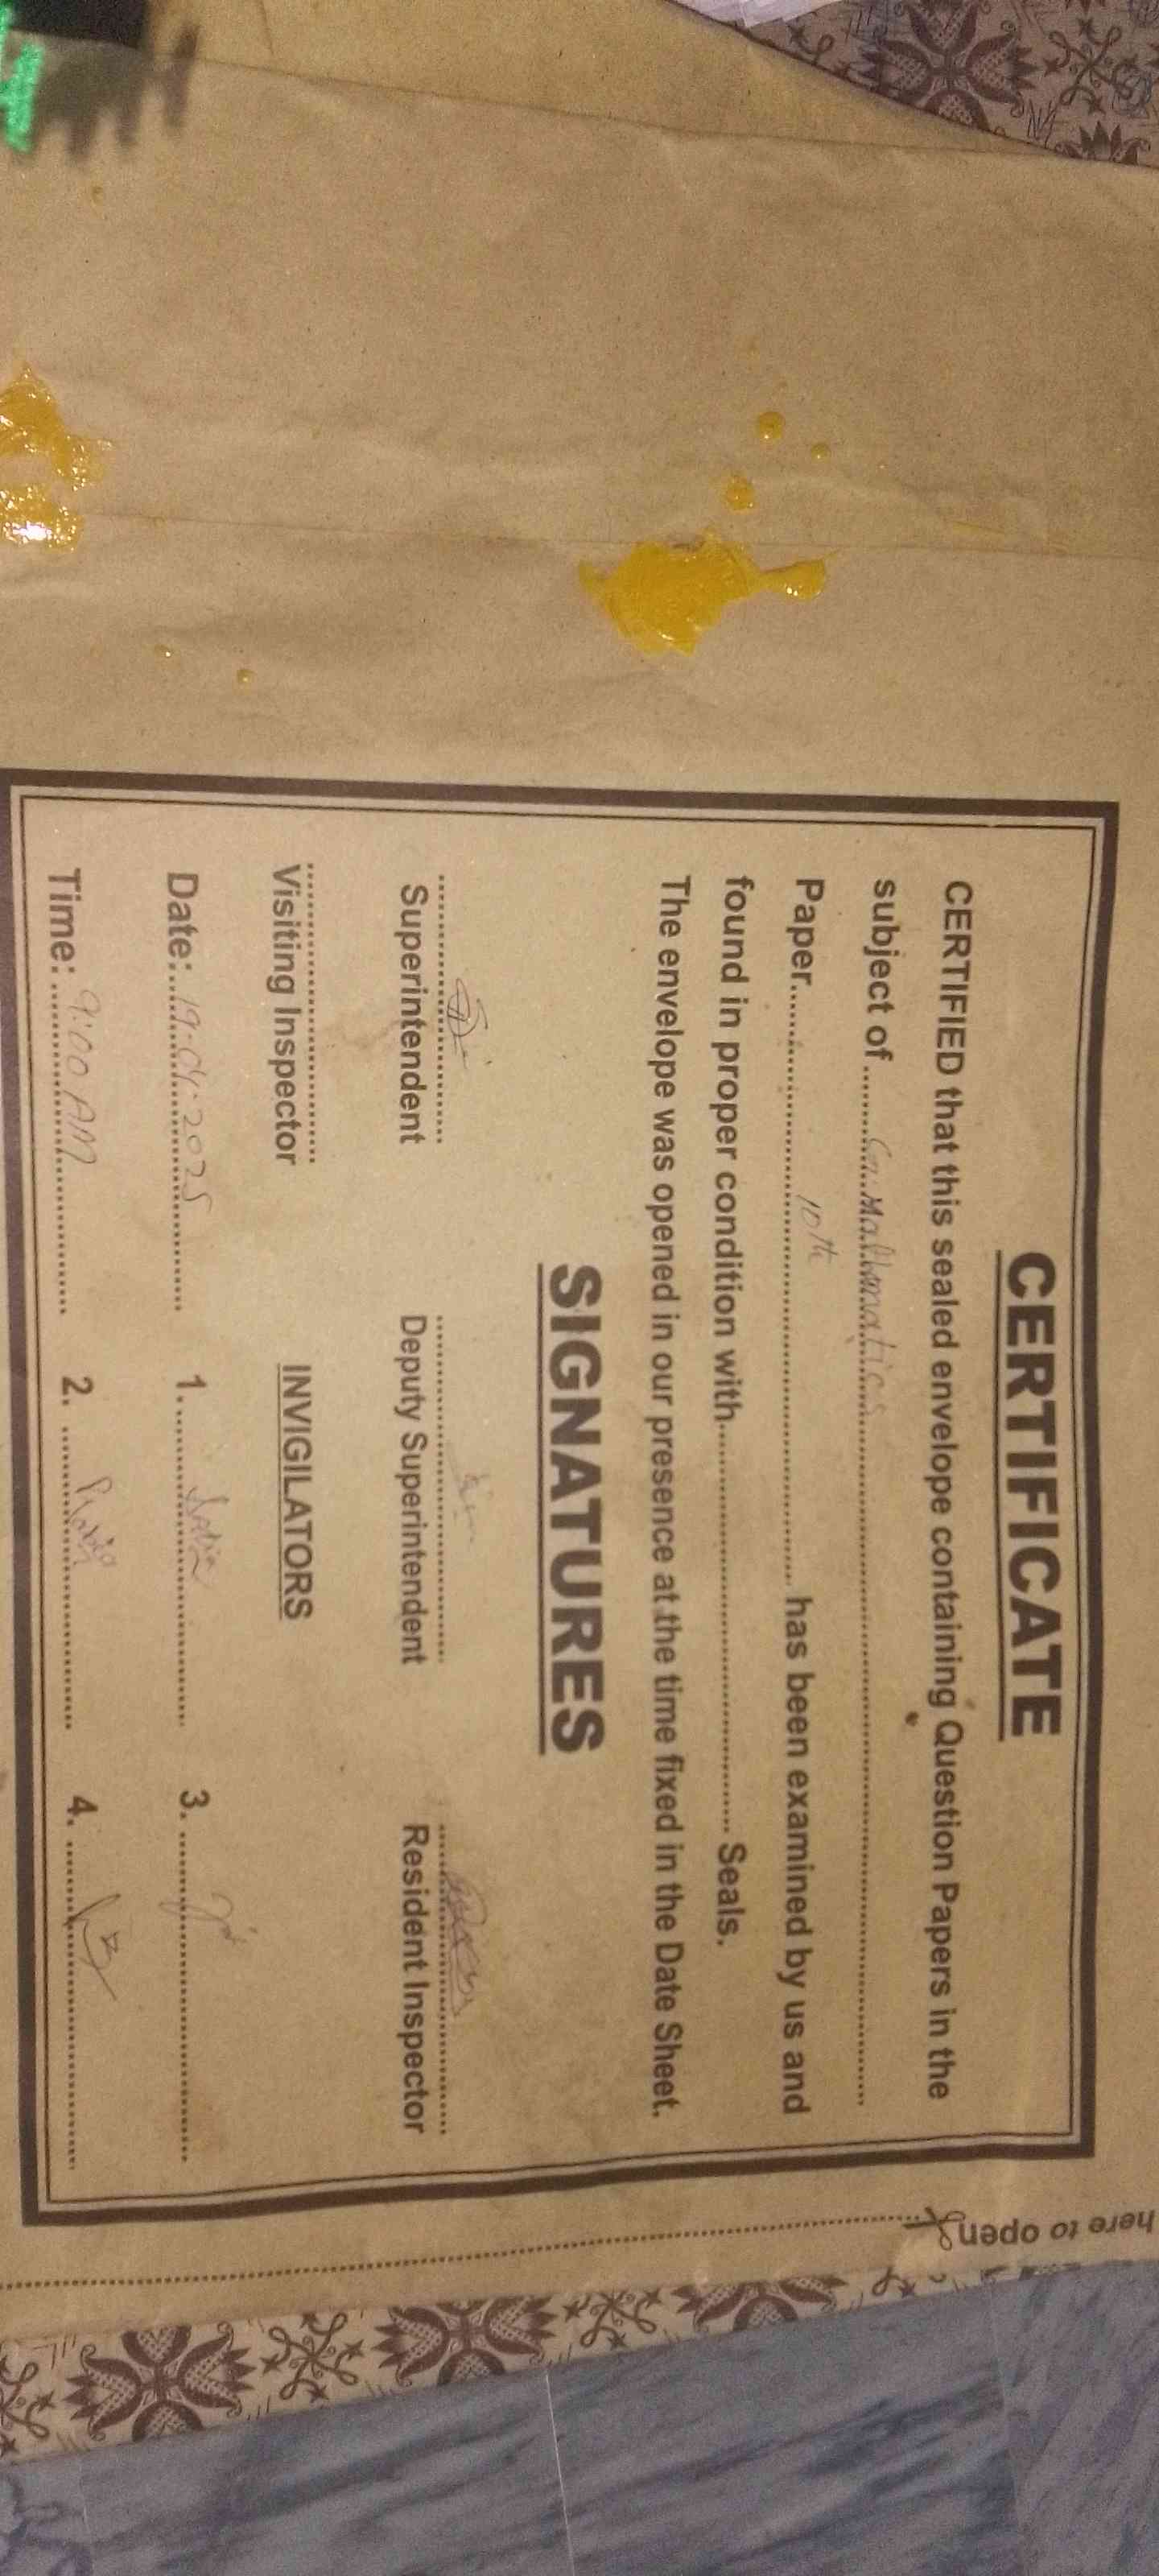 CERTIFICATE
CERTIFIED that this sealed envelope containing Question Papers in the
subject of ........ G. Mathematics ........
Paper........ 10th ........ has been examined by us and
found in proper condition with................ Seals.
The envelope was opened in our presence at the time fixed in the Date Sheet.
SIGNATURES
Superintendent Deputy Superintendent Resident Inspector
Visiting Inspector INVIGILATORS
Date: 19-04-2025 1. 3.
Time: 9:00 AM 2. 4.
here to open